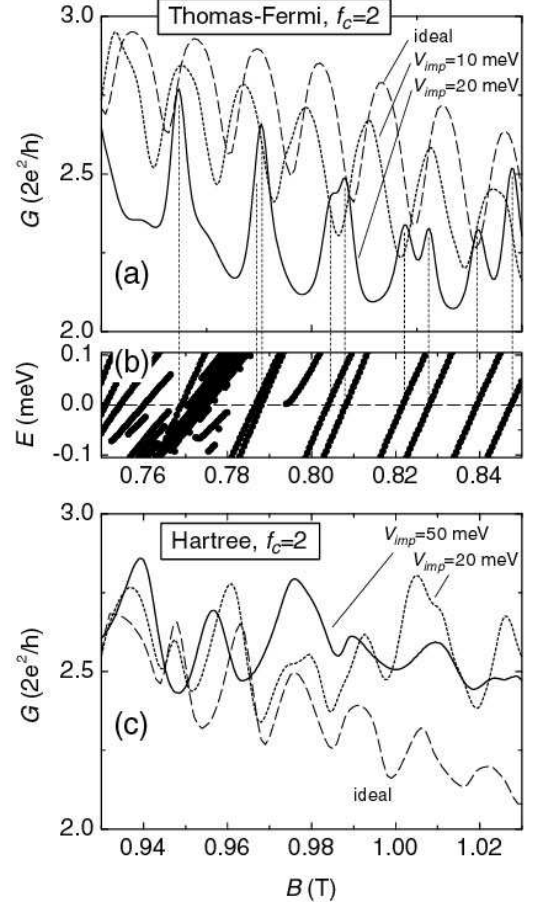 Thomas-Fermi, f_c=2
3.0
ideal
V_imp=10 meV
V_imp=20 meV
G (2e²/h)
2.5
(a)
2.0
(b)
0.1
E (meV)
0.0
-0.1
0.76 0.78 0.80 0.82 0.84
3.0
Hartree, f_c=2
V_imp=50 meV
V_imp=20 meV
G (2e²/h)
2.5
(c)
ideal
2.0
0.94 0.96 0.98 1.00 1.02
B (T)